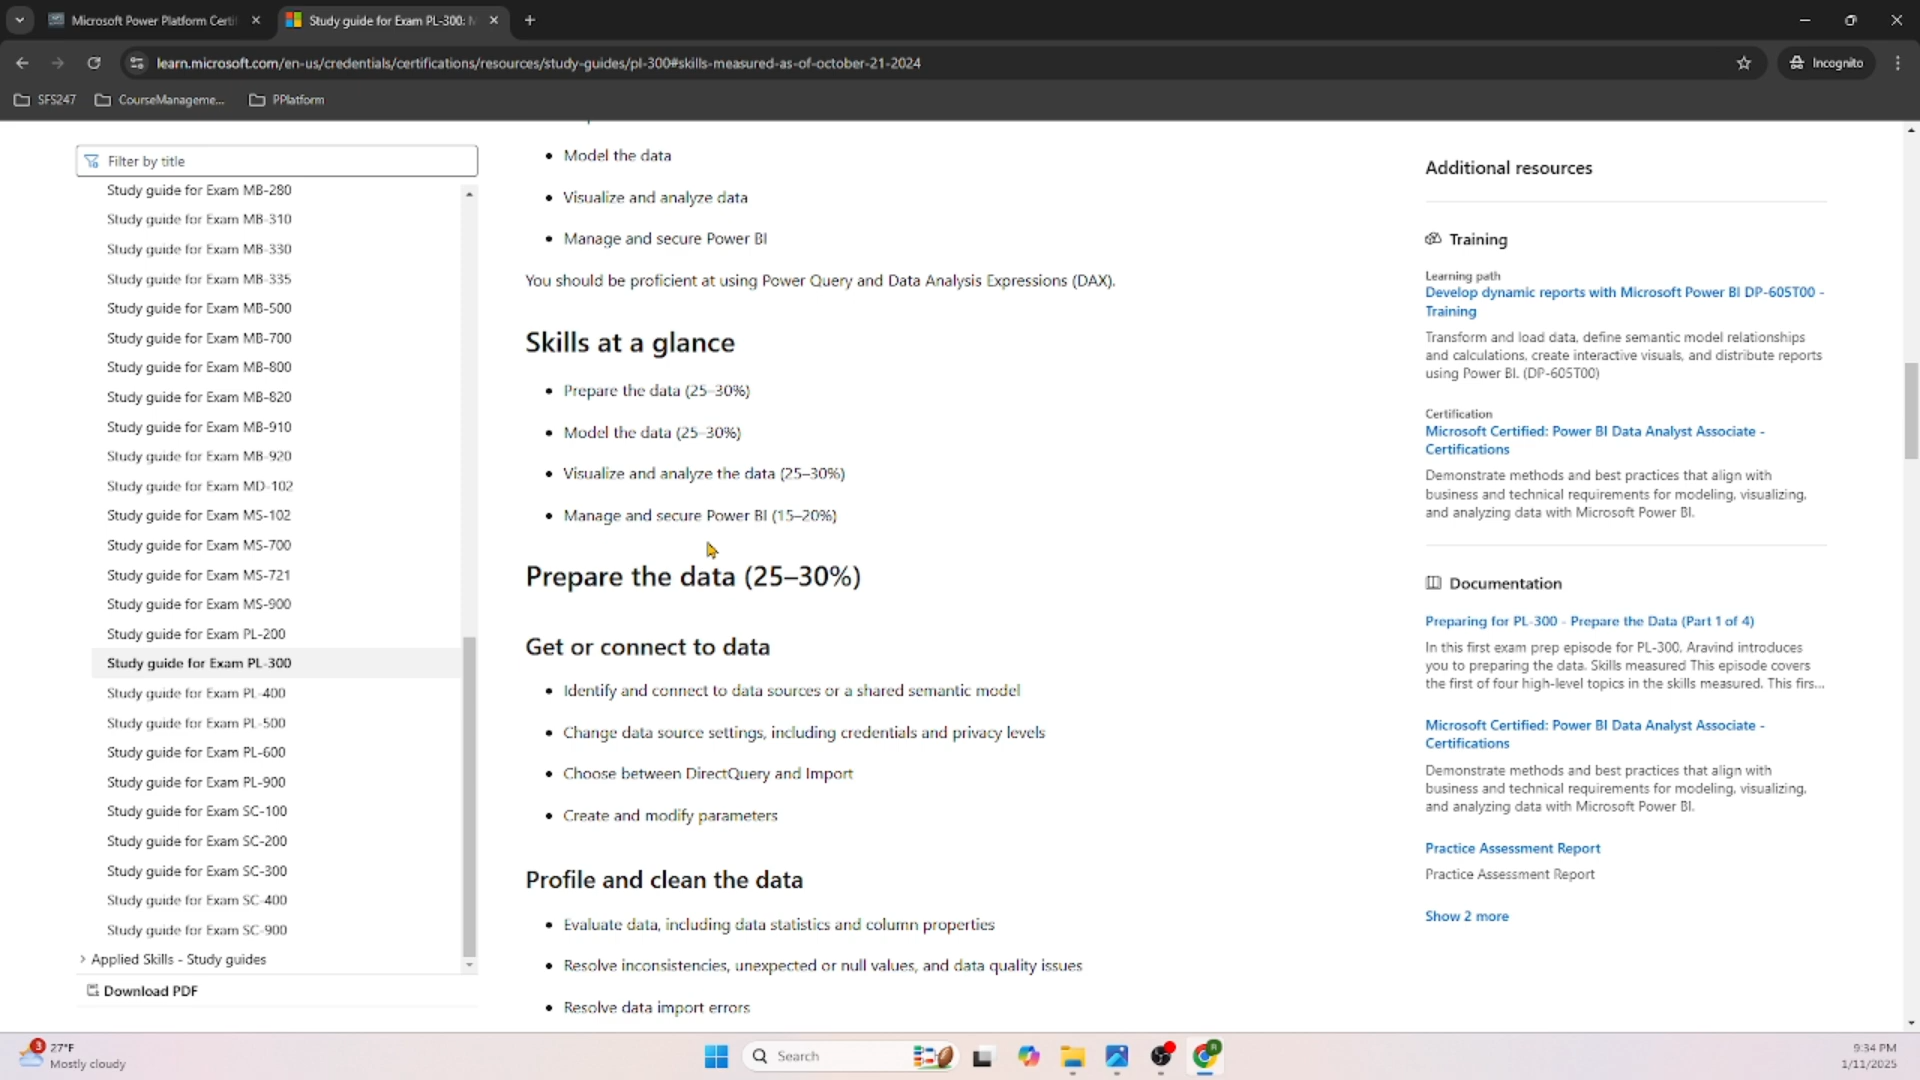 Microsoft Power Platform Certi
Study guide for Exam PL-300: M
learn.microsoft.com/en-us/credentials/certifications/resources/study-guides/pl-300#skills-measured-as-of-october-21-2024
Incognito
SFS247
CourseManageme...
PPlatform
Filter by title
Study guide for Exam MB-280
Study guide for Exam MB-310
Study guide for Exam MB-330
Study guide for Exam MB-335
Study guide for Exam MB-500
Study guide for Exam MB-700
Study guide for Exam MB-800
Study guide for Exam MB-820
Study guide for Exam MB-910
Study guide for Exam MB-920
Study guide for Exam MD-102
Study guide for Exam MS-102
Study guide for Exam MS-700
Study guide for Exam MS-721
Study guide for Exam MS-900
Study guide for Exam PL-200
Study guide for Exam PL-300
Study guide for Exam PL-400
Study guide for Exam PL-500
Study guide for Exam PL-600
Study guide for Exam PL-900
Study guide for Exam SC-100
Study guide for Exam SC-200
Study guide for Exam SC-300
Study guide for Exam SC-400
Study guide for Exam SC-900
Applied Skills - Study guides
Download PDF
Model the data
Visualize and analyze data
Manage and secure Power BI
You should be proficient at using Power Query and Data Analysis Expressions (DAX).
Skills at a glance
Prepare the data (25–30%)
Model the data (25–30%)
Visualize and analyze the data (25–30%)
Manage and secure Power BI (15–20%)
Prepare the data (25–30%)
Get or connect to data
Identify and connect to data sources or a shared semantic model
Change data source settings, including credentials and privacy levels
Choose between DirectQuery and Import
Create and modify parameters
Profile and clean the data
Evaluate data, including data statistics and column properties
Resolve inconsistencies, unexpected or null values, and data quality issues
Resolve data import errors
Additional resources
Training
Learning path
Develop dynamic reports with Microsoft Power BI DP-605T00 -
Training
Transform and load data, define semantic model relationships
and calculations, create interactive visuals, and distribute reports
using Power BI. (DP-605T00)
Certification
Microsoft Certified: Power BI Data Analyst Associate -
Certifications
Demonstrate methods and best practices that align with
business and technical requirements for modeling, visualizing,
and analyzing data with Microsoft Power BI.
Documentation
Preparing for PL-300 - Prepare the Data (Part 1 of 4)
In this first exam prep episode for PL-300, Aravind introduces
you to preparing the data. Skills measured This episode covers
the first of four high-level topics in the skills measured. This firs...
Microsoft Certified: Power BI Data Analyst Associate -
Certifications
Demonstrate methods and best practices that align with
business and technical requirements for modeling, visualizing,
and analyzing data with Microsoft Power BI.
Practice Assessment Report
Practice Assessment Report
Show 2 more
3
27°F
Mostly cloudy
Search
R
9:34 PM
1/11/2025